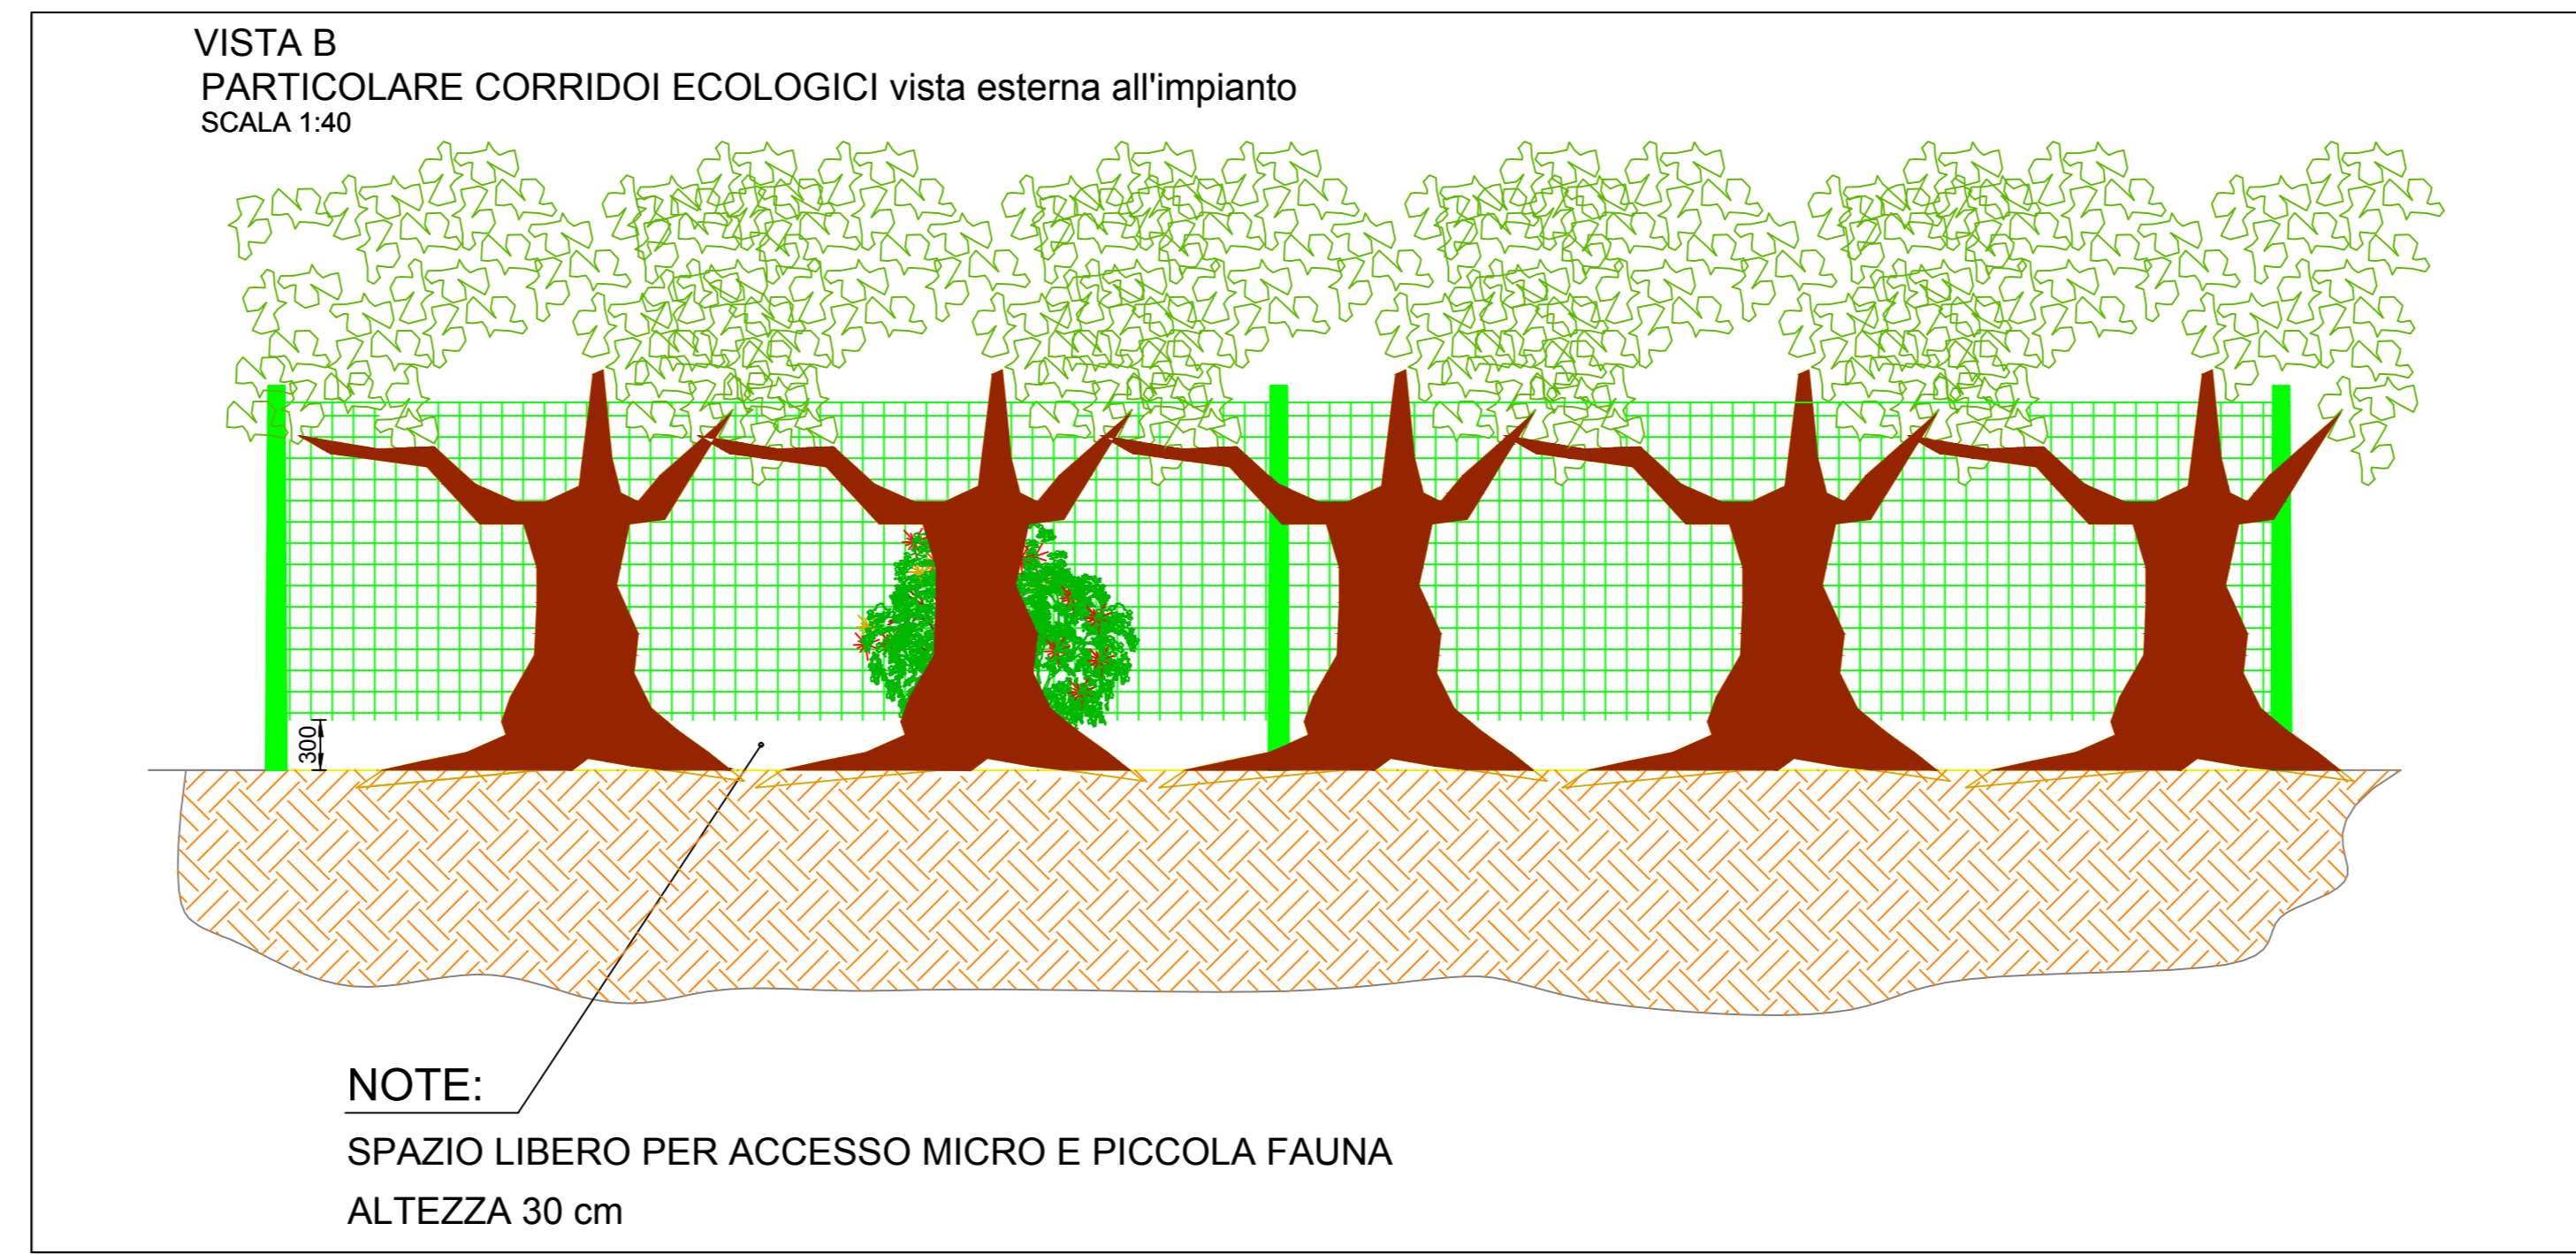 VISTA B
PARTICOLARE CORRIDOI ECOLOGICI vista esterna all'impianto
SCALA 1:40
300
NOTE:
SPAZIO LIBERO PER ACCESSO MICRO E PICCOLA FAUNA
ALTEZZA 30 cm